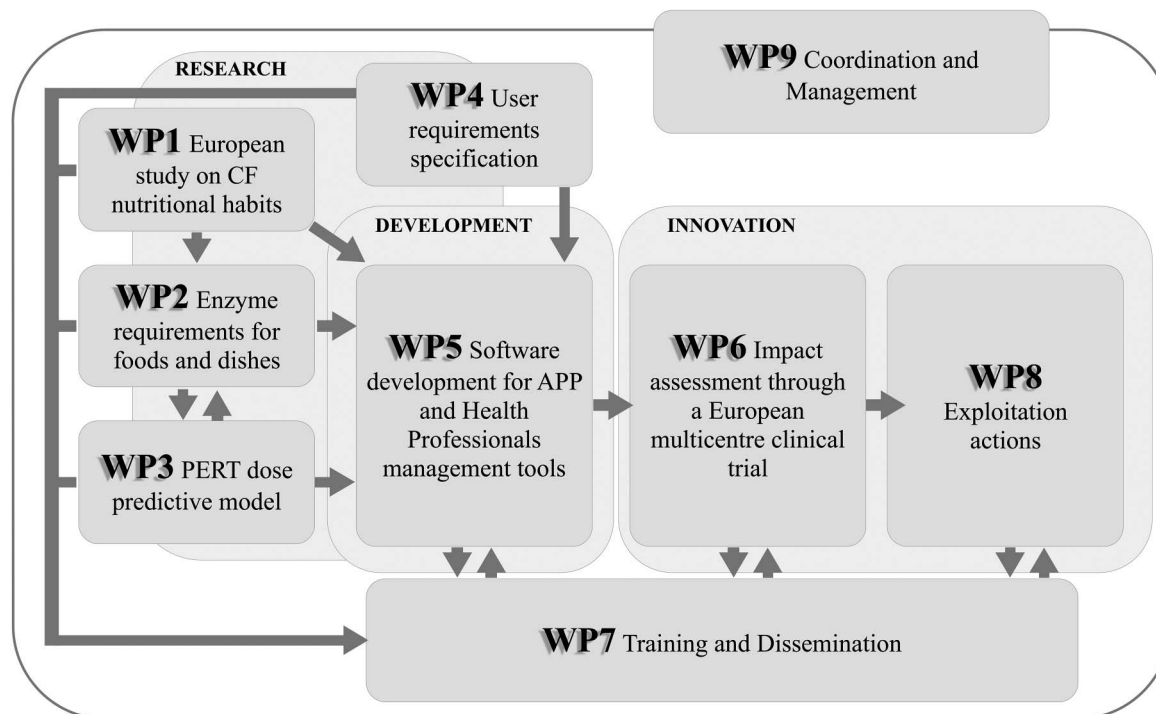 WP9 Coordination and
Management
RESEARCH
WP4 User
requirements
specification
WP1 European
study on CF
nutritional habits
DEVELOPMENT
INNOVATION
WP2 Enzyme
requirements for
foods and dishes
WP5 Software
development for APP
and Health
Professionals
management tools
WP6 Impact
assessment through
a European
multicentre clinical
trial
WP8
Exploitation
actions
WP3 PERT dose
predictive model
WP7 Training and Dissemination